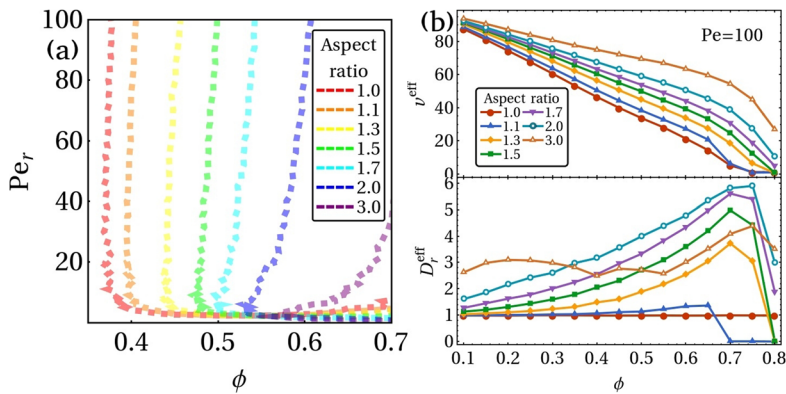 (a)
100
80
60
40
20
Pe_r
0.4 0.5 0.6 0.7
ϕ
Aspect
ratio
1.0
1.1
1.3
1.5
1.7
2.0
3.0
(b)
Pe=100
80
60
40
20
0
v^eff
Aspect ratio
1.0 1.7
1.1 2.0
1.3 3.0
1.5
6
5
4
3
2
1
0
D_r^eff
0.1 0.2 0.3 0.4 0.5 0.6 0.7 0.8
ϕ